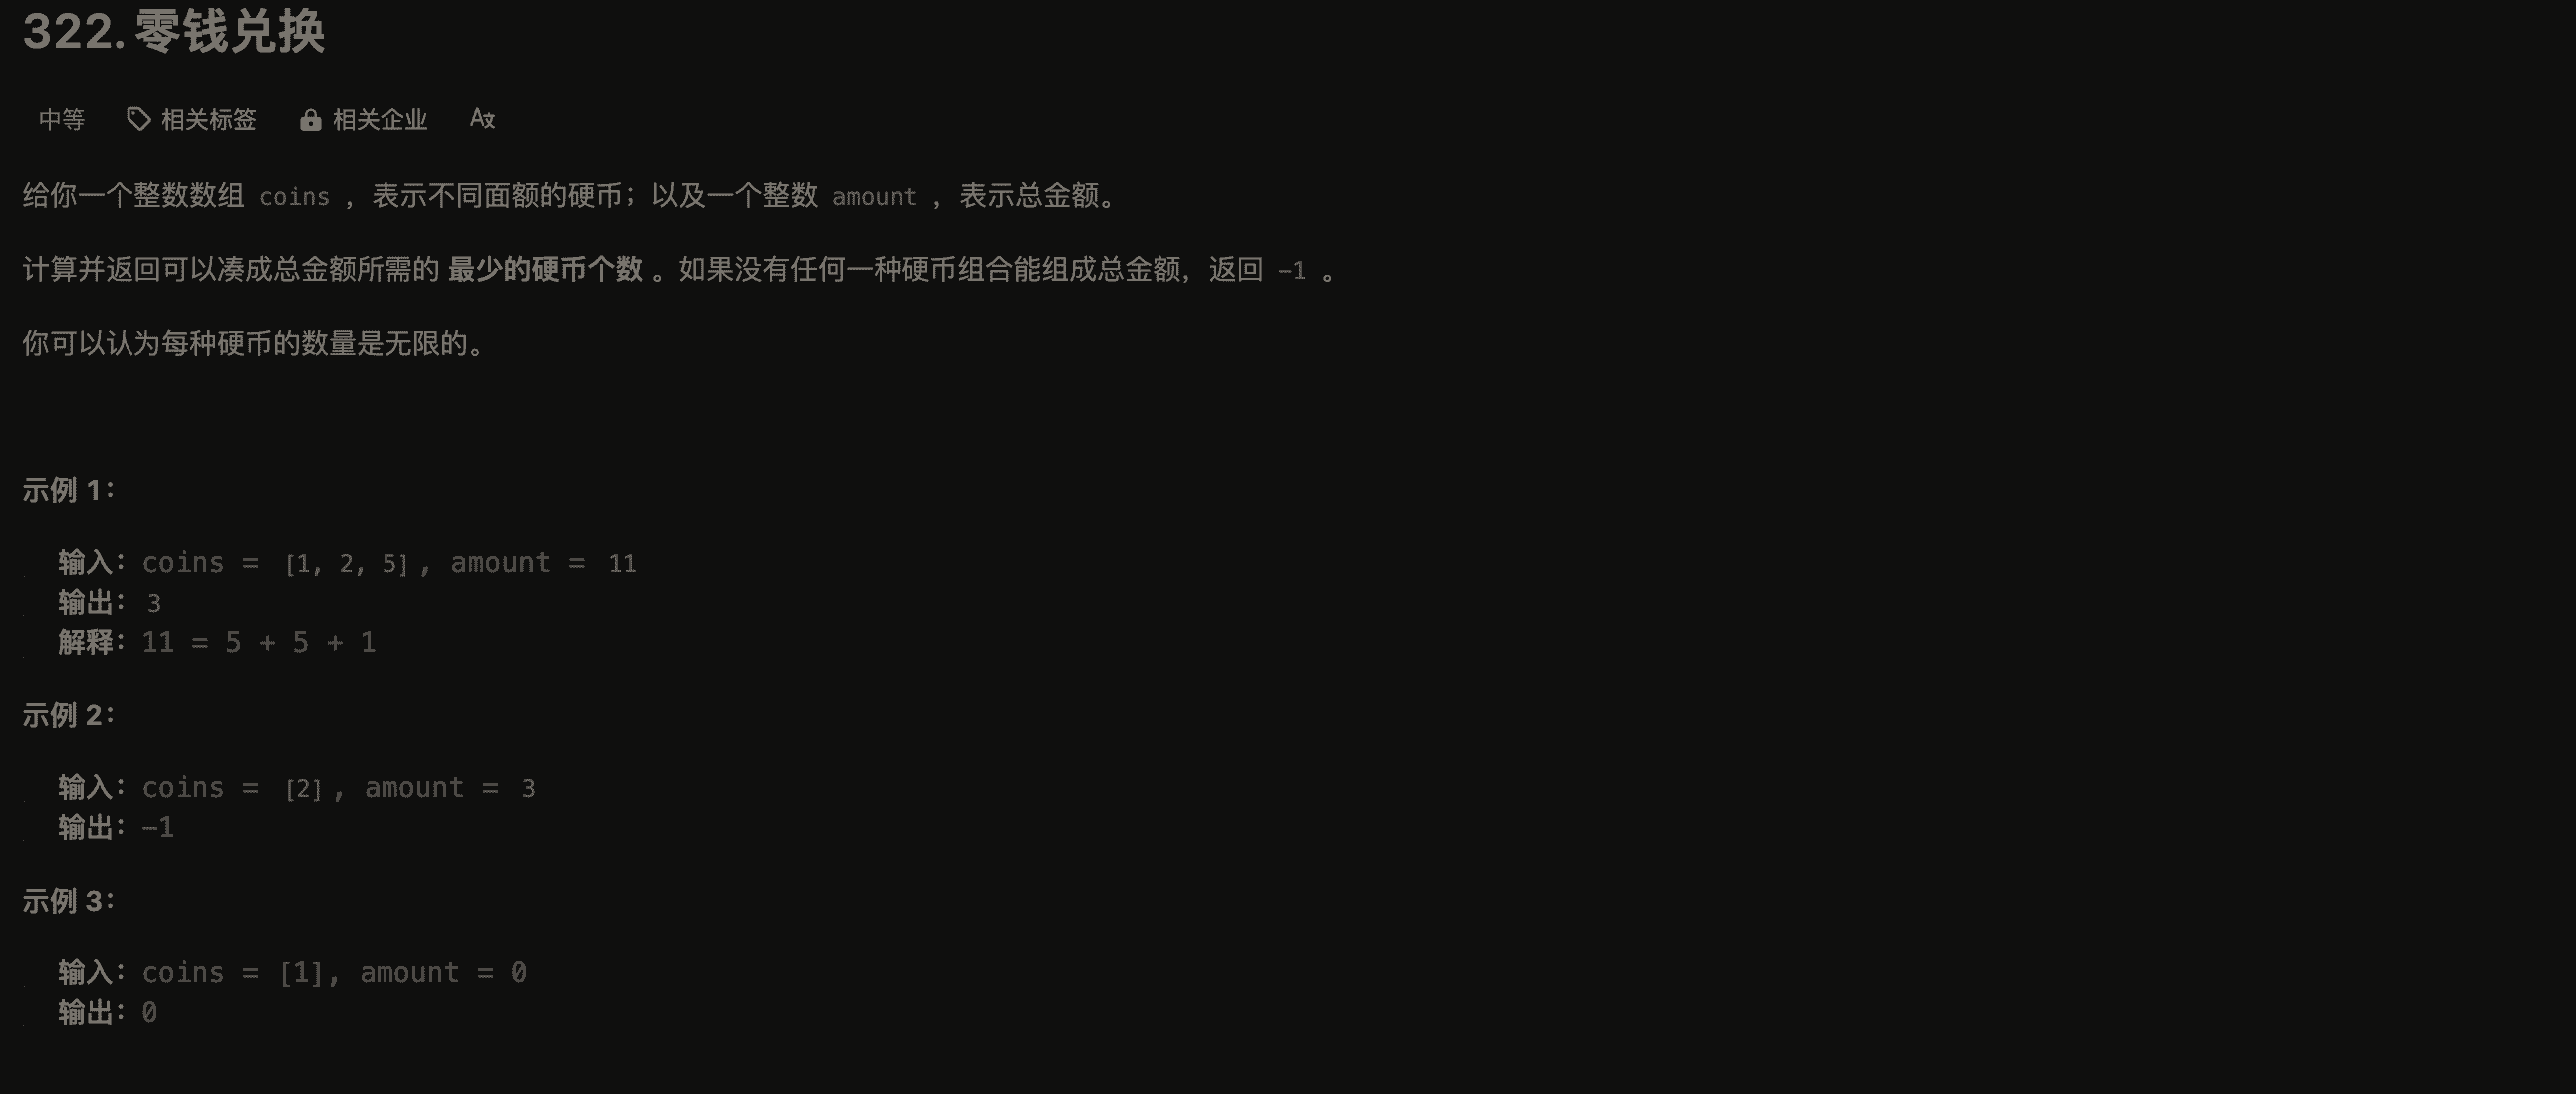 322. 零钱兑换
中等 相关标签 相关企业 A文
给你一个整数数组 coins ，表示不同面额的硬币；以及一个整数 amount ，表示总金额。
计算并返回可以凑成总金额所需的 最少的硬币个数 。如果没有任何一种硬币组合能组成总金额，返回 -1 。
你可以认为每种硬币的数量是无限的。
示例 1：
输入：coins = [1, 2, 5], amount = 11
输出：3
解释：11 = 5 + 5 + 1
示例 2：
输入：coins = [2], amount = 3
输出：-1
示例 3：
输入：coins = [1], amount = 0
输出：0